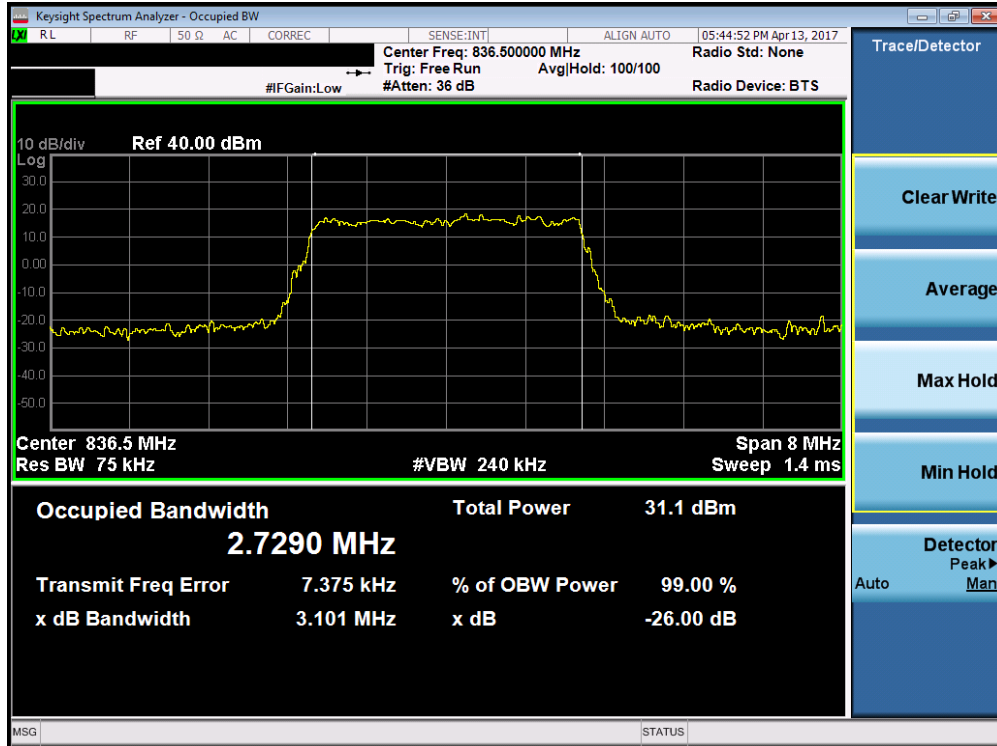 Keysight Spectrum Analyzer - Occupied BW
LXI RL RF 50 Ω AC CORREC SENSE:INT ALIGN AUTO 05:44:52 PM Apr 13, 2017
Center Freq: 836.500000 MHz Radio Std: None
Trig: Free Run Avg|Hold: 100/100
#IFGain:Low #Atten: 36 dB Radio Device: BTS
Trace/Detector
10 dB/div Ref 40.00 dBm
Log
30.0
20.0
10.0
0.00
-10.0
-20.0
-30.0
-40.0
-50.0
Center 836.5 MHz Span 8 MHz
Res BW 75 kHz #VBW 240 kHz Sweep 1.4 ms
Occupied Bandwidth Total Power 31.1 dBm
2.7290 MHz
Transmit Freq Error 7.375 kHz % of OBW Power 99.00 %
x dB Bandwidth 3.101 MHz x dB -26.00 dB
Clear Write
Average
Max Hold
Min Hold
Detector
Peak▶
Auto Man
MSG STATUS